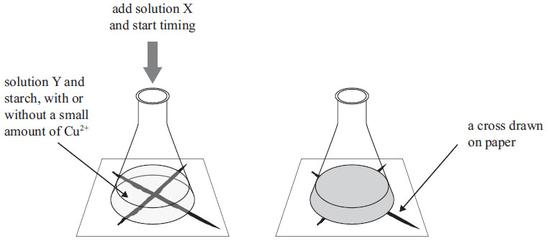 add solution X
and start timing
solution Y and
starch, with or
without a small
amount of Cu²⁺
a cross drawn
on paper